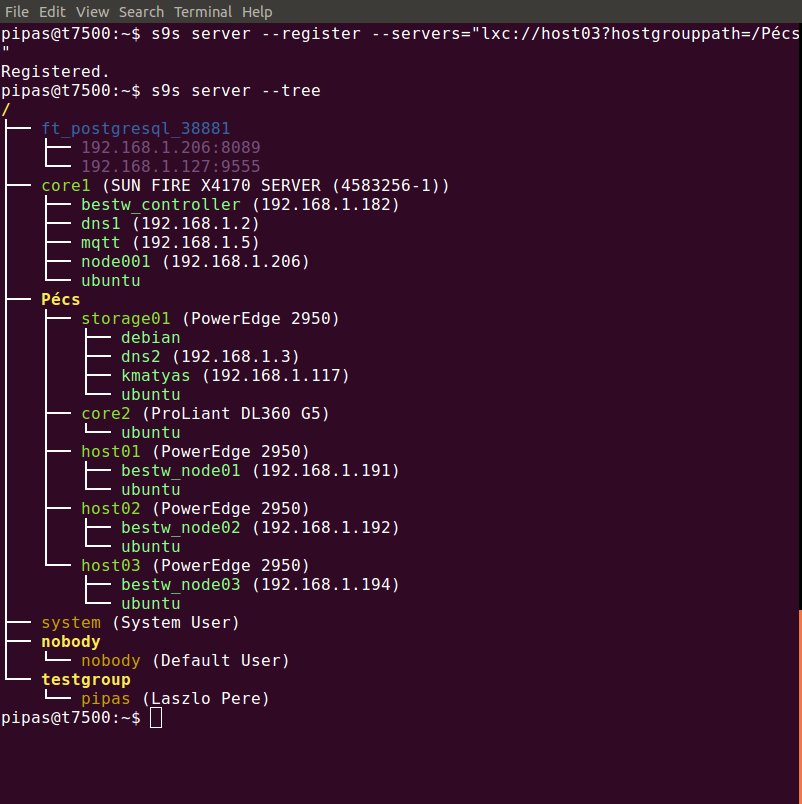 File Edit View Search Terminal Help
pipas@t7500:~$ s9s server --register --servers="lxc://host03?hostgrouppath=/Pécs
"
Registered.
pipas@t7500:~$ s9s server --tree
/
ft_postgresql_38881
192.168.1.206:8089
192.168.1.127:9555
core1 (SUN FIRE X4170 SERVER (4583256-1))
bestw_controller (192.168.1.182)
dns1 (192.168.1.2)
mqtt (192.168.1.5)
node001 (192.168.1.206)
ubuntu
Pécs
storage01 (PowerEdge 2950)
debian
dns2 (192.168.1.3)
kmatyas (192.168.1.117)
ubuntu
core2 (ProLiant DL360 G5)
ubuntu
host01 (PowerEdge 2950)
bestw_node01 (192.168.1.191)
ubuntu
host02 (PowerEdge 2950)
bestw_node02 (192.168.1.192)
ubuntu
host03 (PowerEdge 2950)
bestw_node03 (192.168.1.194)
ubuntu
system (System User)
nobody
nobody (Default User)
testgroup
pipas (Laszlo Pere)
pipas@t7500:~$